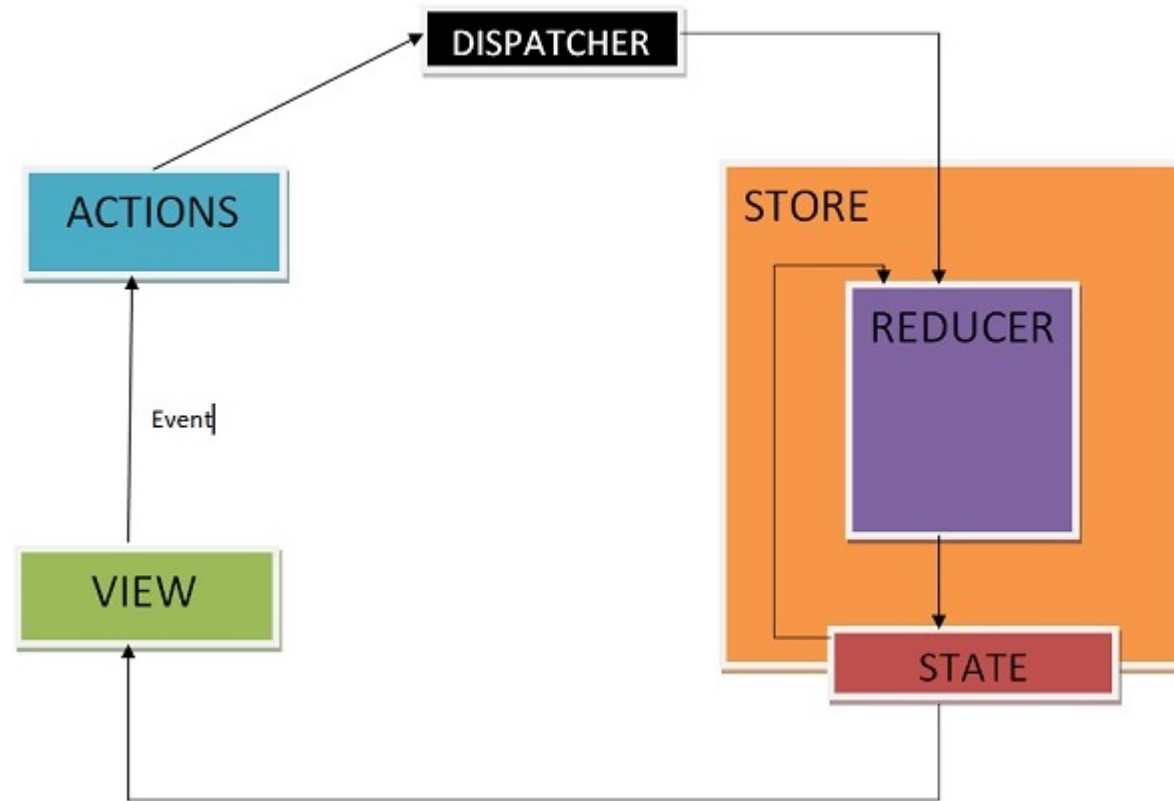 DISPATCHER
ACTIONS
STORE
REDUCER
Event
VIEW
STATE